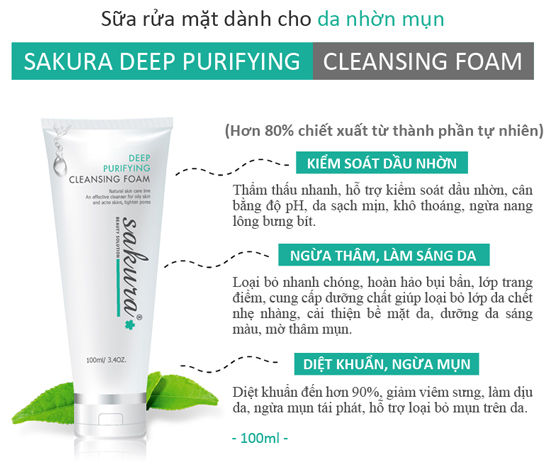 Sữa rửa mặt dành cho da nhờn mụn
SAKURA DEEP PURIFYING CLEANSING FOAM
(Hơn 80% chiết xuất từ thành phần tự nhiên)
DEEP
PURIFYING
CLEANSING FOAM
Natural skin care line
An effective cleanser for oily skin
and acne skins, tighten pores
sakura®
BEAUTY SOLUTION
100ml/ 3.4OZ.
KIỂM SOÁT DẦU NHỜN
Thẩm thấu nhanh, hỗ trợ kiểm soát dầu nhờn, cân
bằng độ pH, da sạch mịn, khô thoáng, ngừa nang
lông bưng bít.
NGỪA THÂM, LÀM SÁNG DA
Loại bỏ nhanh chóng, hoàn hảo bụi bẩn, lớp trang
điểm, cung cấp dưỡng chất giúp loại bỏ lớp da chết
nhẹ nhàng, cải thiện bề mặt da, dưỡng da sáng
màu, mờ thâm mụn.
DIỆT KHUẨN, NGỪA MỤN
Diệt khuẩn đến hơn 90%, giảm viêm sưng, làm dịu
da, ngừa mụn tái phát, hỗ trợ loại bỏ mụn trên da.
- 100ml -